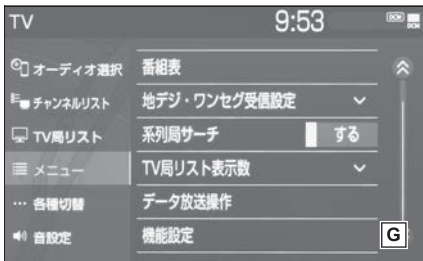 TV
9:53
DCM
DCM
オーディオ選択
チャンネルリスト
TV局リスト
メニュー
各種切替
音設定
番組表
地デジ・ワンセグ受信設定
系列局サーチ
する
TV局リスト表示数
データ放送操作
機能設定
G